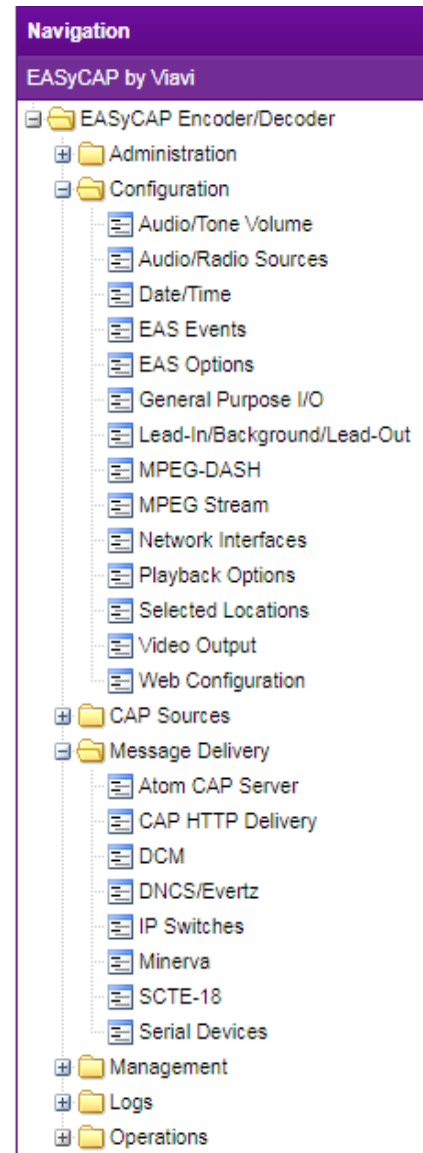 Navigation
EASyCAP by Viavi
EASyCAP Encoder/Decoder
Administration
Configuration
Audio/Tone Volume
Audio/Radio Sources
Date/Time
EAS Events
EAS Options
General Purpose I/O
Lead-In/Background/Lead-Out
MPEG-DASH
MPEG Stream
Network Interfaces
Playback Options
Selected Locations
Video Output
Web Configuration
CAP Sources
Message Delivery
Atom CAP Server
CAP HTTP Delivery
DCM
DNCS/Evertz
IP Switches
Minerva
SCTE-18
Serial Devices
Management
Logs
Operations